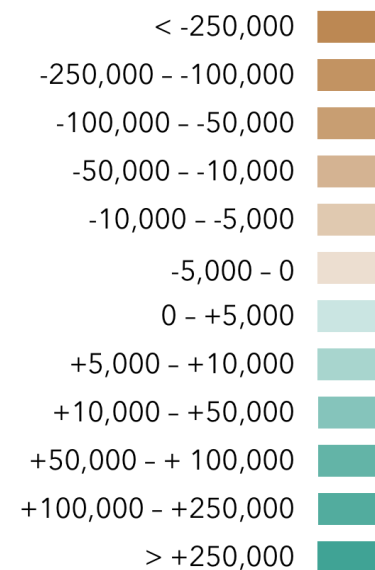 < -250,000
-250,000 – -100,000
-100,000 – -50,000
-50,000 – -10,000
-10,000 – -5,000
-5,000 – 0
0 – +5,000
+5,000 – +10,000
+10,000 – +50,000
+50,000 – + 100,000
+100,000 – +250,000
> +250,000